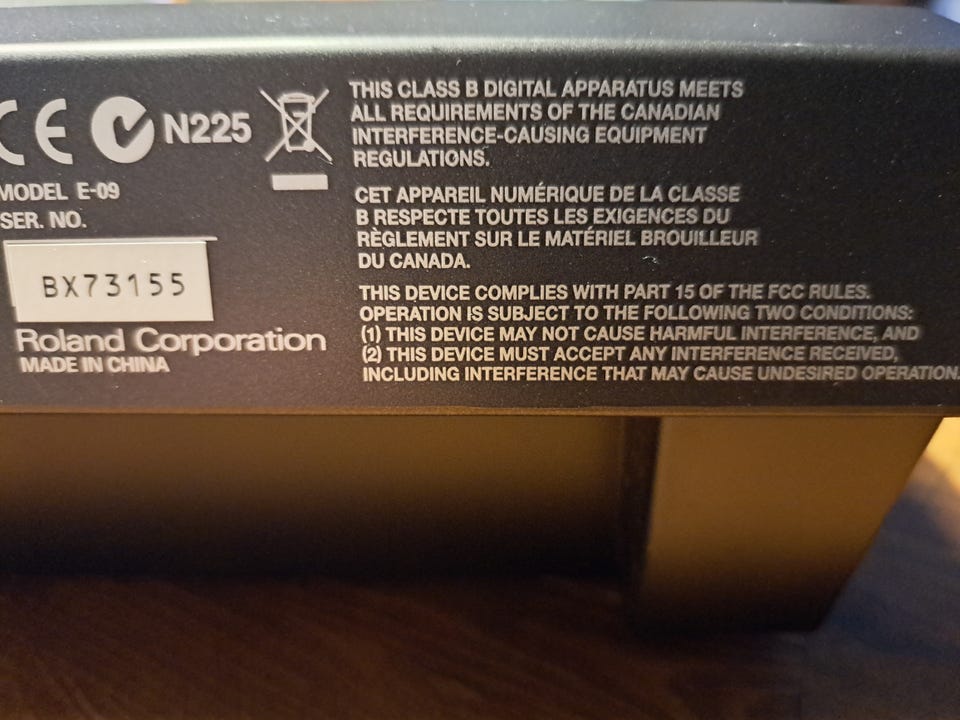 CE N225
MODEL E-09
SER. NO.
BX73155
Roland Corporation
MADE IN CHINA
THIS CLASS B DIGITAL APPARATUS MEETS
ALL REQUIREMENTS OF THE CANADIAN
INTERFERENCE-CAUSING EQUIPMENT
REGULATIONS.
CET APPAREIL NUMÉRIQUE DE LA CLASSE
B RESPECTE TOUTES LES EXIGENCES DU
RÈGLEMENT SUR LE MATÉRIEL BROUILLEUR
DU CANADA.
THIS DEVICE COMPLIES WITH PART 15 OF THE FCC RULES.
OPERATION IS SUBJECT TO THE FOLLOWING TWO CONDITIONS:
(1) THIS DEVICE MAY NOT CAUSE HARMFUL INTERFERENCE, AND
(2) THIS DEVICE MUST ACCEPT ANY INTERFERENCE RECEIVED,
INCLUDING INTERFERENCE THAT MAY CAUSE UNDESIRED OPERATION.